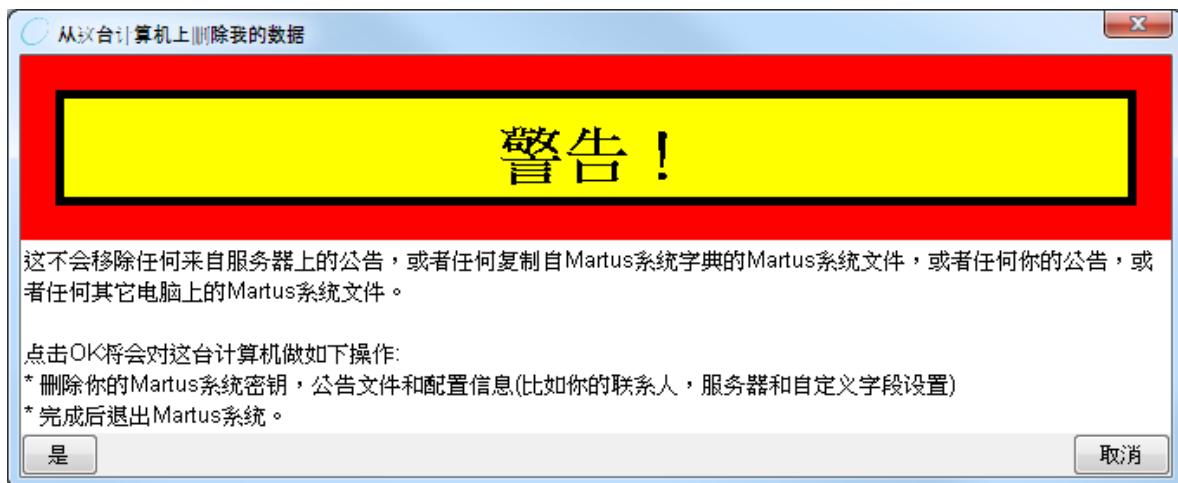 从这台计算机上删除我的数据
警告！
这不会移除任何来自服务器上的公告，或者任何复制自Martus系统字典的Martus系统文件，或者任何你的公告，或
者任何其它电脑上的Martus系统文件。
点击OK将会对这台计算机做如下操作:
* 删除你的Martus系统密钥，公告文件和配置信息(比如你的联系人，服务器和自定义字段设置)
* 完成后退出Martus系统。
是
取消